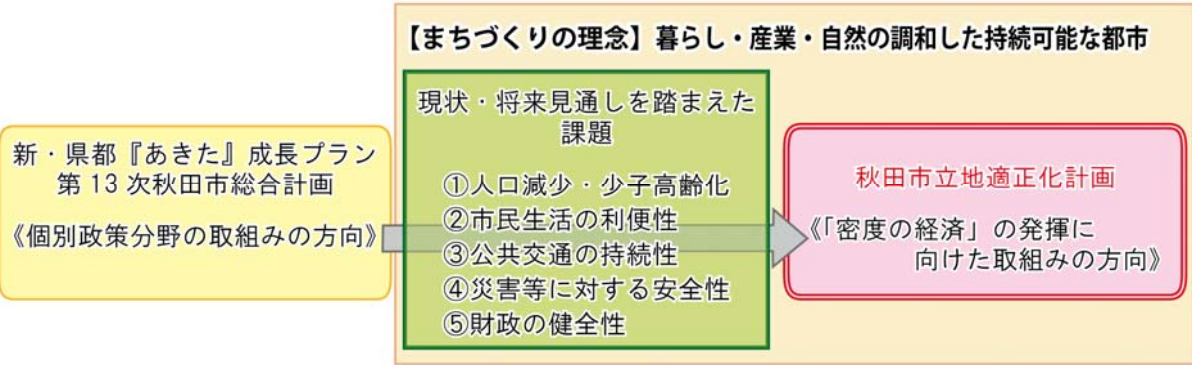 【まちづくりの理念】暮らし・産業・自然の調和した持続可能な都市
新・県都『あきた』成長プラン
第 13 次秋田市総合計画
《個別政策分野の取組みの方向》
現状・将来見通しを踏まえた
課題
①人口減少・少子高齢化
②市民生活の利便性
③公共交通の持続性
④災害等に対する安全性
⑤財政の健全性
秋田市立地適正化計画
《「密度の経済」の発揮に
向けた取組みの方向》